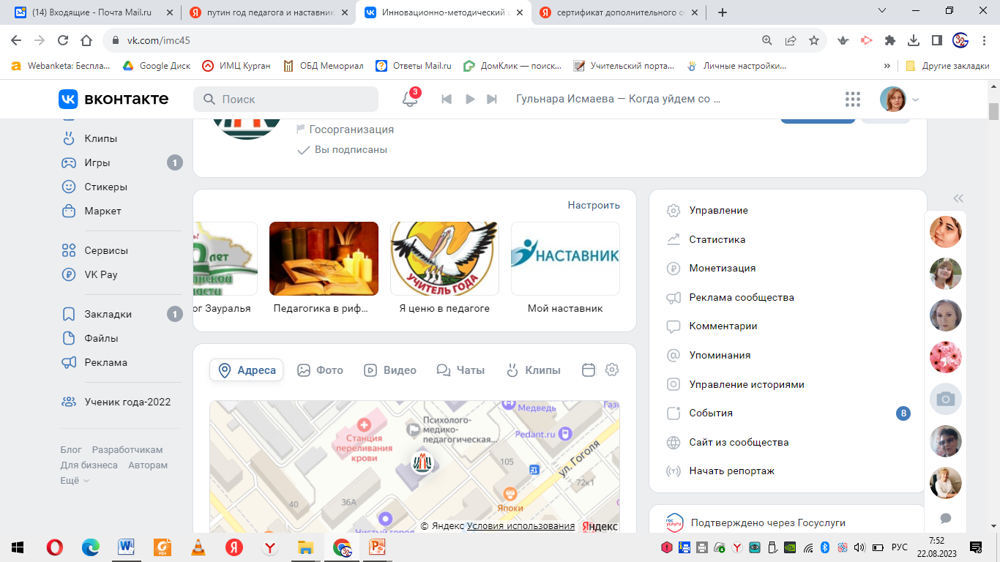 (14) Входящие - Почта Mail.ru
путин год педагога и наставник
Инновационно-методический
сертификат дополнительного о
vk.com/imc45
Webanketa: Беспла...
Google Диск
ИМЦ Курган
ОБД Мемориал
Ответы Mail.ru
ДомКлик — поиск...
Учительский порта...
Личные настройки...
»
Другие закладки
вконтакте
Поиск
3
Гульнара Исмаева — Когда уйдем со ...
Госорганизация
Вы подписаны
Клипы
Игры
1
Стикеры
Маркет
Сервисы
VK Pay
Закладки
1
Файлы
Реклама
Ученик года-2022
Блог Разработчикам
Для бизнеса Авторам
Ещё
Настроить
лет
УЧИТЕЛЬ ГОДА
НАСТАВНИК
ог Зауралья
Педагогика в риф...
Я ценю в педагоге
Мой наставник
Адреса
Фото
Видео
Чаты
Клипы
Медведь
Психолого-
медико-
педагогическая...
Станция
переливания
крови
Pedant.ru
105
ул. Гоголя
72к1
40
36А
Япоки
Чистый город
© Яндекс Условия использования
Яндекс
Управление
Статистика
Монетизация
Реклама сообщества
Комментарии
Упоминания
Управление историями
События
8
Сайт из сообщества
Начать репортаж
гос
услуги
Подтверждено через Госуслуги
РУС
7:52
22.08.2023